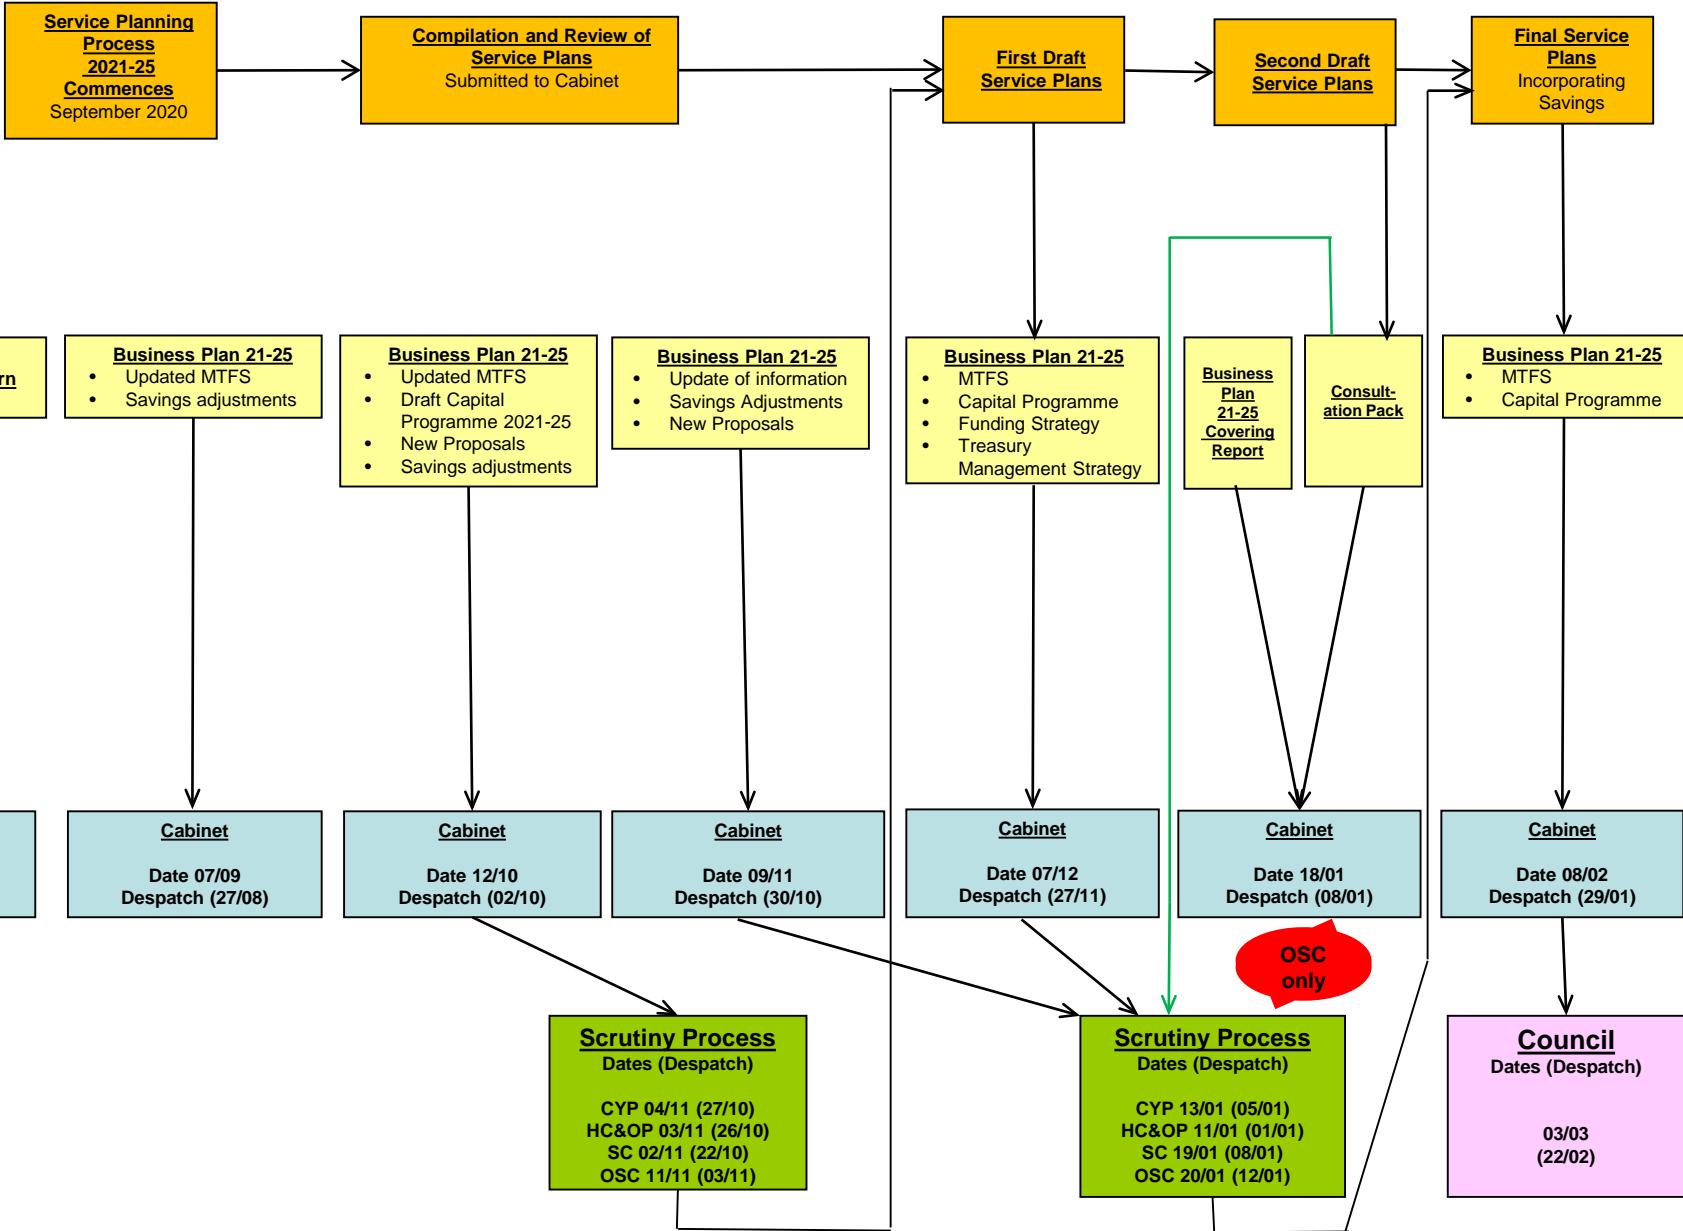 Service Planning
Process
2021-25
Commences
September 2020
Compilation and Review of
Service Plans
Submitted to Cabinet
First Draft
Service Plans
Second Draft
Service Plans
Final Service
Plans
Incorporating
Savings
rn
Business Plan 21-25
• Updated MTFS
• Savings adjustments
Business Plan 21-25
• Updated MTFS
• Draft Capital
Programme 2021-25
• New Proposals
• Savings adjustments
Business Plan 21-25
• Update of information
• Savings Adjustments
• New Proposals
Business Plan 21-25
• MTFS
• Capital Programme
• Funding Strategy
• Treasury
Management Strategy
Business
Plan
21-25
Covering
Report
Consult-
ation Pack
Business Plan 21-25
• MTFS
• Capital Programme
Cabinet
Date 07/09
Despatch (27/08)
Cabinet
Date 12/10
Despatch (02/10)
Cabinet
Date 09/11
Despatch (30/10)
Cabinet
Date 07/12
Despatch (27/11)
Cabinet
Date 18/01
Despatch (08/01)
Cabinet
Date 08/02
Despatch (29/01)
OSC
only
Scrutiny Process
Dates (Despatch)
CYP 04/11 (27/10)
HC&OP 03/11 (26/10)
SC 02/11 (22/10)
OSC 11/11 (03/11)
Scrutiny Process
Dates (Despatch)
CYP 13/01 (05/01)
HC&OP 11/01 (01/01)
SC 19/01 (08/01)
OSC 20/01 (12/01)
Council
Dates (Despatch)
03/03
(22/02)